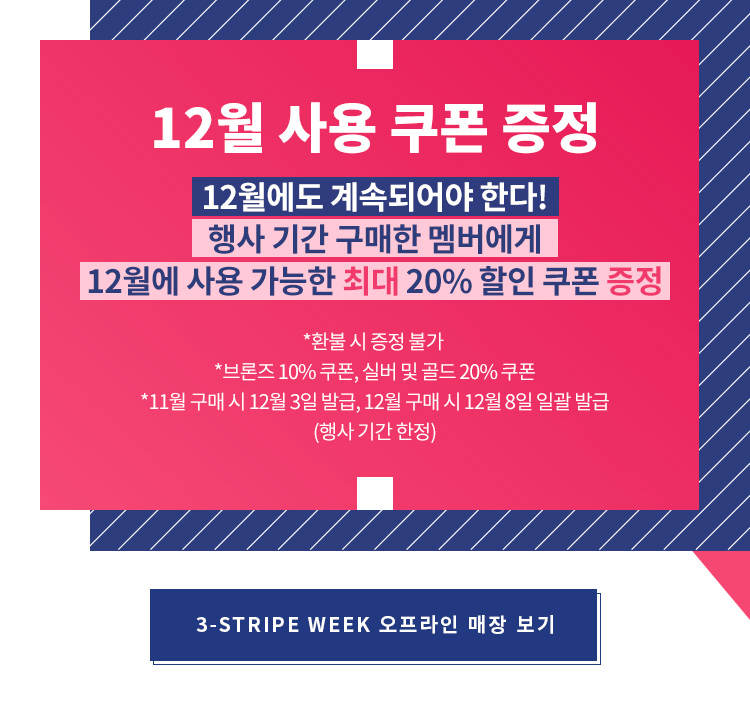 12월 사용 쿠폰 증정
12월에도 계속되어야 한다!
행사 기간 구매한 멤버에게
12월에 사용 가능한 최대 20% 할인 쿠폰 증정
*환불 시 증정 불가
*브론즈 10% 쿠폰, 실버 및 골드 20% 쿠폰
*11월 구매 시 12월 3일 발급, 12월 구매 시 12월 8일 일괄 발급
(행사 기간 한정)
3-STRIPE WEEK 오프라인 매장 보기